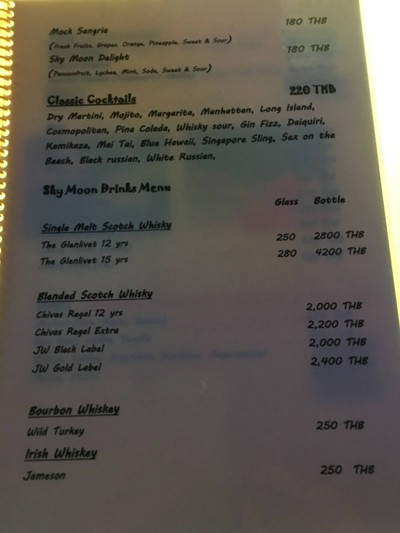 Mock Sangria 180 THB
(Fresh Fruits, Grapes, Orange, Pineapple, Sweet & Sour)
Sky Moon Delight 180 THB
(Passionfruit, Lychee, Mint, Soda, Sweet & Sour)
Classic Cocktails 220 THB
Dry Martini, Mojito, Margerita, Manhattan, Long Island,
Cosmopolitan, Pina Colada, Whisky sour, Gin Fizz, Daiquiri,
Kamikaze, Mai Tai, Blue Hawaii, Singapore Sling, Sex on the
Beach, Black russian, White Russian,
Sky Moon Drinks Menu
Glass Bottle
Single Malt Scotch Whisky
The Glenlivet 12 yrs 250 2800 THB
The Glenlivet 15 yrs 280 4200 THB
Blended Scotch Whisky
Chivas Regal 12 yrs 2,000 THB
Chivas Regal Extra 2,200 THB
JW Black Label 2,000 THB
JW Gold Label 2,400 THB
Bourbon Whiskey
Wild Turkey 250 THB
Irish Whiskey
Jameson 250 THB